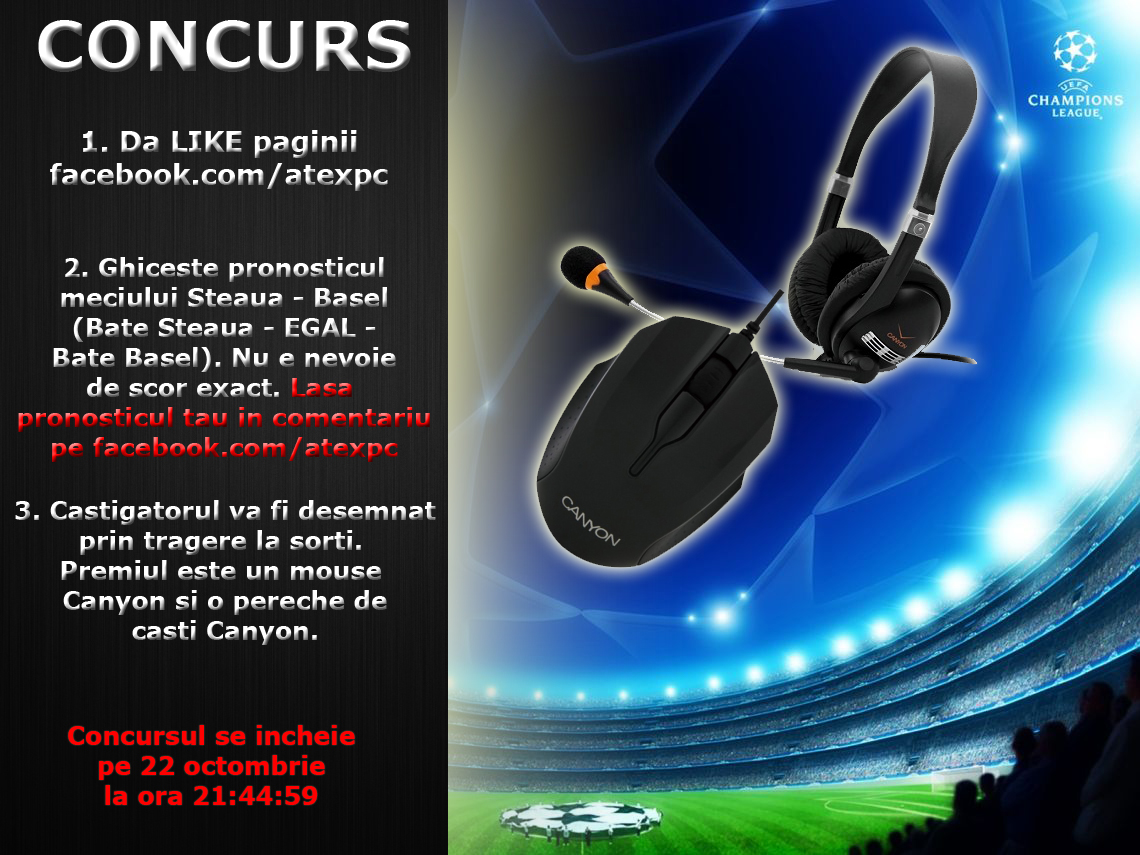 CONCURS
1. Da LIKE paginii
facebook.com/atexpc
2. Ghiceste pronosticul
meciului Steaua - Basel
(Bate Steaua - EGAL -
Bate Basel). Nu e nevoie
de scor exact. Lasa
pronosticul tau in comentariu
pe facebook.com/atexpc
3. Castigatorul va fi desemnat
prin tragere la sorti.
Premiul este un mouse
Canyon si o pereche de
casti Canyon.
Concursul se incheie
pe 22 octombrie
la ora 21:44:59
UEFA
CHAMPIONS
LEAGUE
CANYON
CANYON